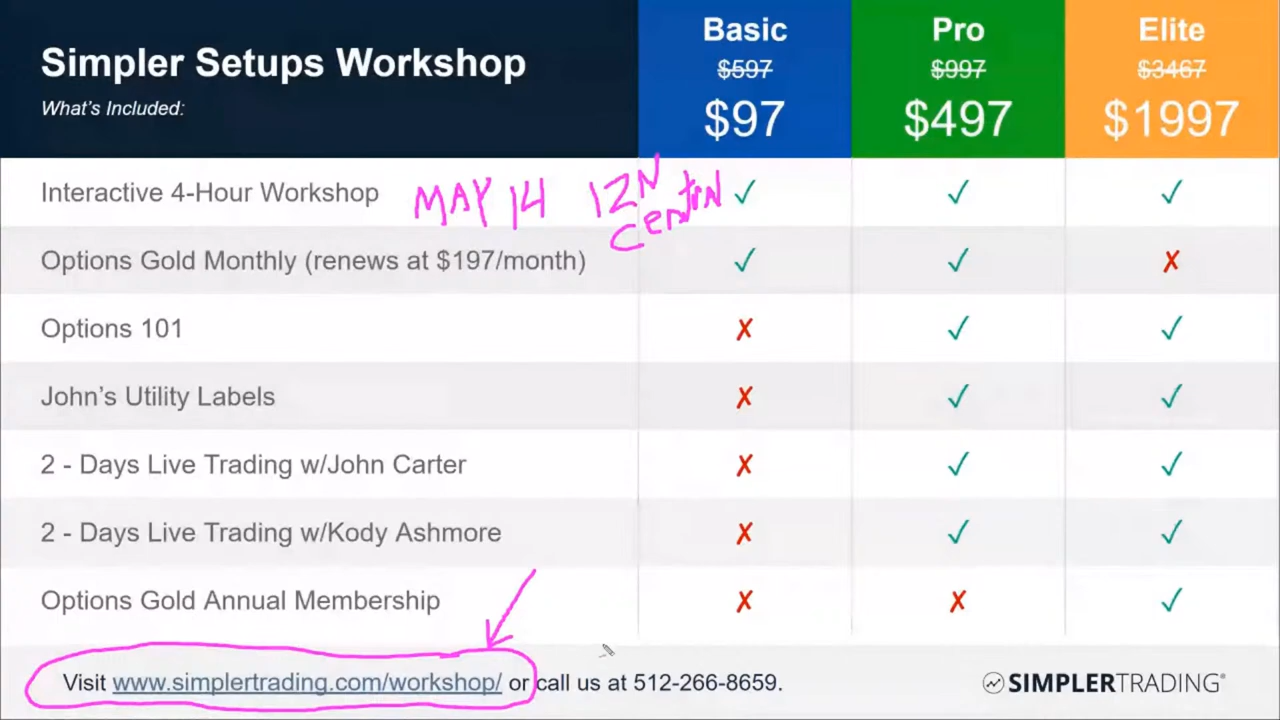 Simpler Setups Workshop
What's Included:
Basic
$597
$97
Pro
$997
$497
Elite
$3467
$1997
Interactive 4-Hour Workshop MAY 14 12N ✓ ✓ ✓
Options Gold Monthly (renews at $197/month) ✓ ✓ ✗
Options 101 ✗ ✓ ✓
John's Utility Labels ✗ ✓ ✓
2 - Days Live Trading w/John Carter ✗ ✓ ✓
2 - Days Live Trading w/Kody Ashmore ✗ ✓ ✓
Options Gold Annual Membership ✗ ✗ ✓
Visit www.simplertrading.com/workshop/ or call us at 512-266-8659. SIMPLERTRADING®